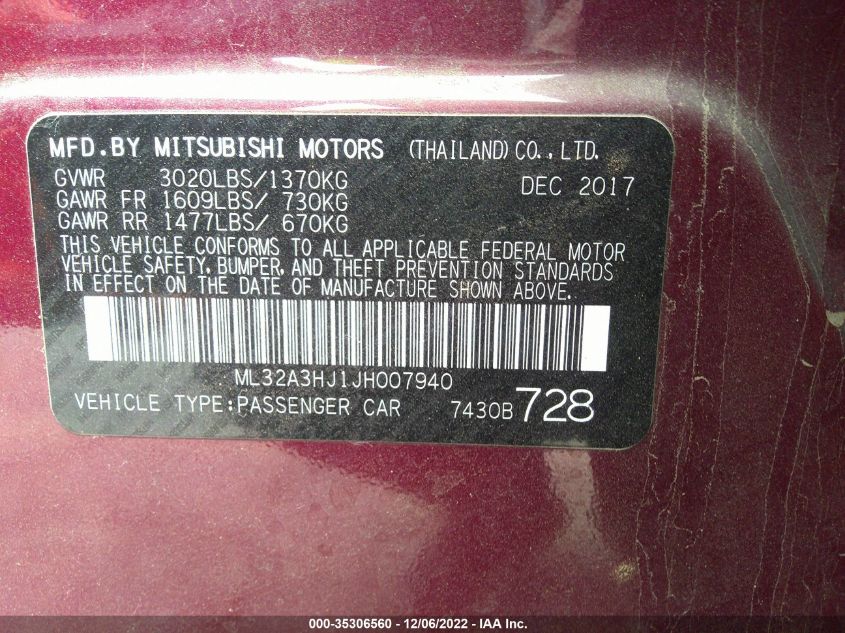 MFD.BY MITSUBISHI MOTORS (THAILAND) CO., LTD.
GVWR 3020LBS/1370KG DEC 2017
GAWR FR 1609LBS/ 730KG
GAWR RR 1477LBS/ 670KG
THIS VEHICLE CONFORMS TO ALL APPLICABLE FEDERAL MOTOR
VEHICLE SAFETY, BUMPER, AND THEFT PREVENTION STANDARDS
IN EFFECT ON THE DATE OF MANUFACTURE SHOWN ABOVE.
ML32A3HJ1JH007940
VEHICLE TYPE:PASSENGER CAR 7430B 728
000-35306560 - 12/06/2022 - IAA Inc.